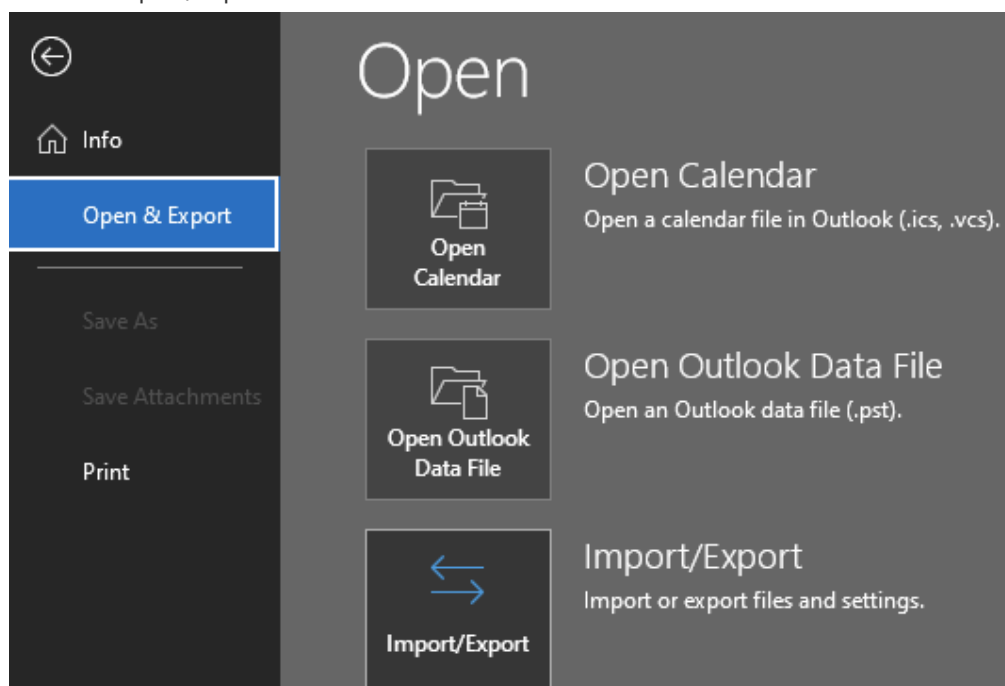 Open
Info
Open & Export
Save As
Save Attachments
Print
Open
Calendar
Open Calendar
Open a calendar file in Outlook (.ics, .vcs).
Open Outlook
Data File
Open Outlook Data File
Open an Outlook data file (.pst).
Import/Export
Import/Export
Import or export files and settings.